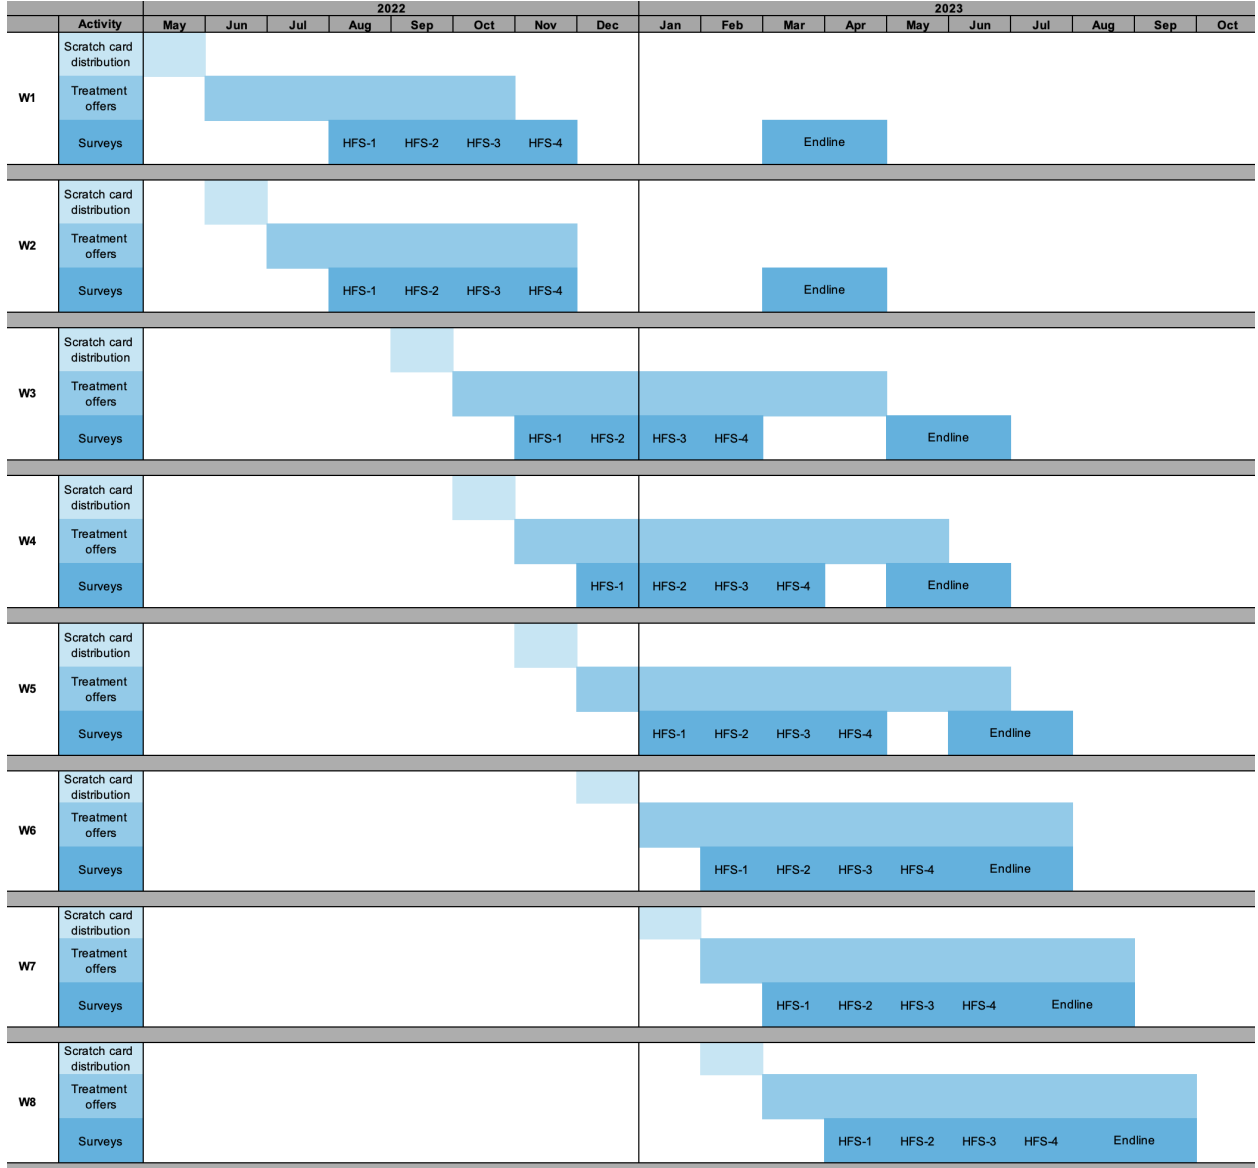 2022 2023
Activity May Jun Jul Aug Sep Oct Nov Dec Jan Feb Mar Apr May Jun Jul Aug Sep Oct
Scratch card
distribution
W1
Treatment
offers
Surveys HFS-1 HFS-2 HFS-3 HFS-4 Endline
Scratch card
distribution
W2
Treatment
offers
Surveys HFS-1 HFS-2 HFS-3 HFS-4 Endline
Scratch card
distribution
W3
Treatment
offers
Surveys HFS-1 HFS-2 HFS-3 HFS-4 Endline
Scratch card
distribution
W4
Treatment
offers
Surveys HFS-1 HFS-2 HFS-3 HFS-4 Endline
Scratch card
distribution
W5
Treatment
offers
Surveys HFS-1 HFS-2 HFS-3 HFS-4 Endline
Scratch card
distribution
W6
Treatment
offers
Surveys HFS-1 HFS-2 HFS-3 HFS-4 Endline
Scratch card
distribution
W7
Treatment
offers
Surveys HFS-1 HFS-2 HFS-3 HFS-4 Endline
Scratch card
distribution
W8
Treatment
offers
Surveys HFS-1 HFS-2 HFS-3 HFS-4 Endline